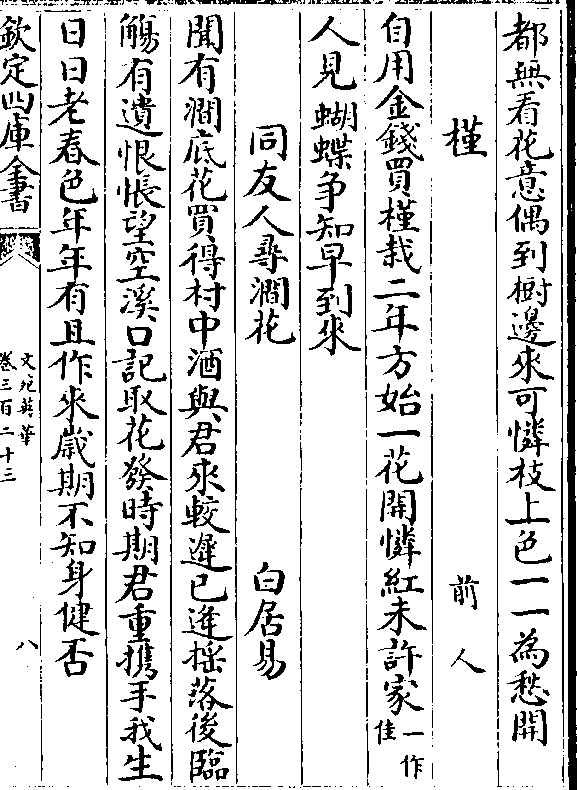 都無看花意偶到樹邊來可憐枝上色一一為愁開
槿　前人
自用金錢買槿栽二年方始一花開憐紅未許家一作佳
人見蝴蝶争知早到來
同友人尋澗花　白居易
聞有澗底花買得村中酒與君來較遲已逢揺落後臨
觴有遺恨悵望空溪口記取花發時期君重攜手我生
日日老春色年年有且作來歲期不知身健否
欽定四庫全書
文苑英華
卷三百二十三
八